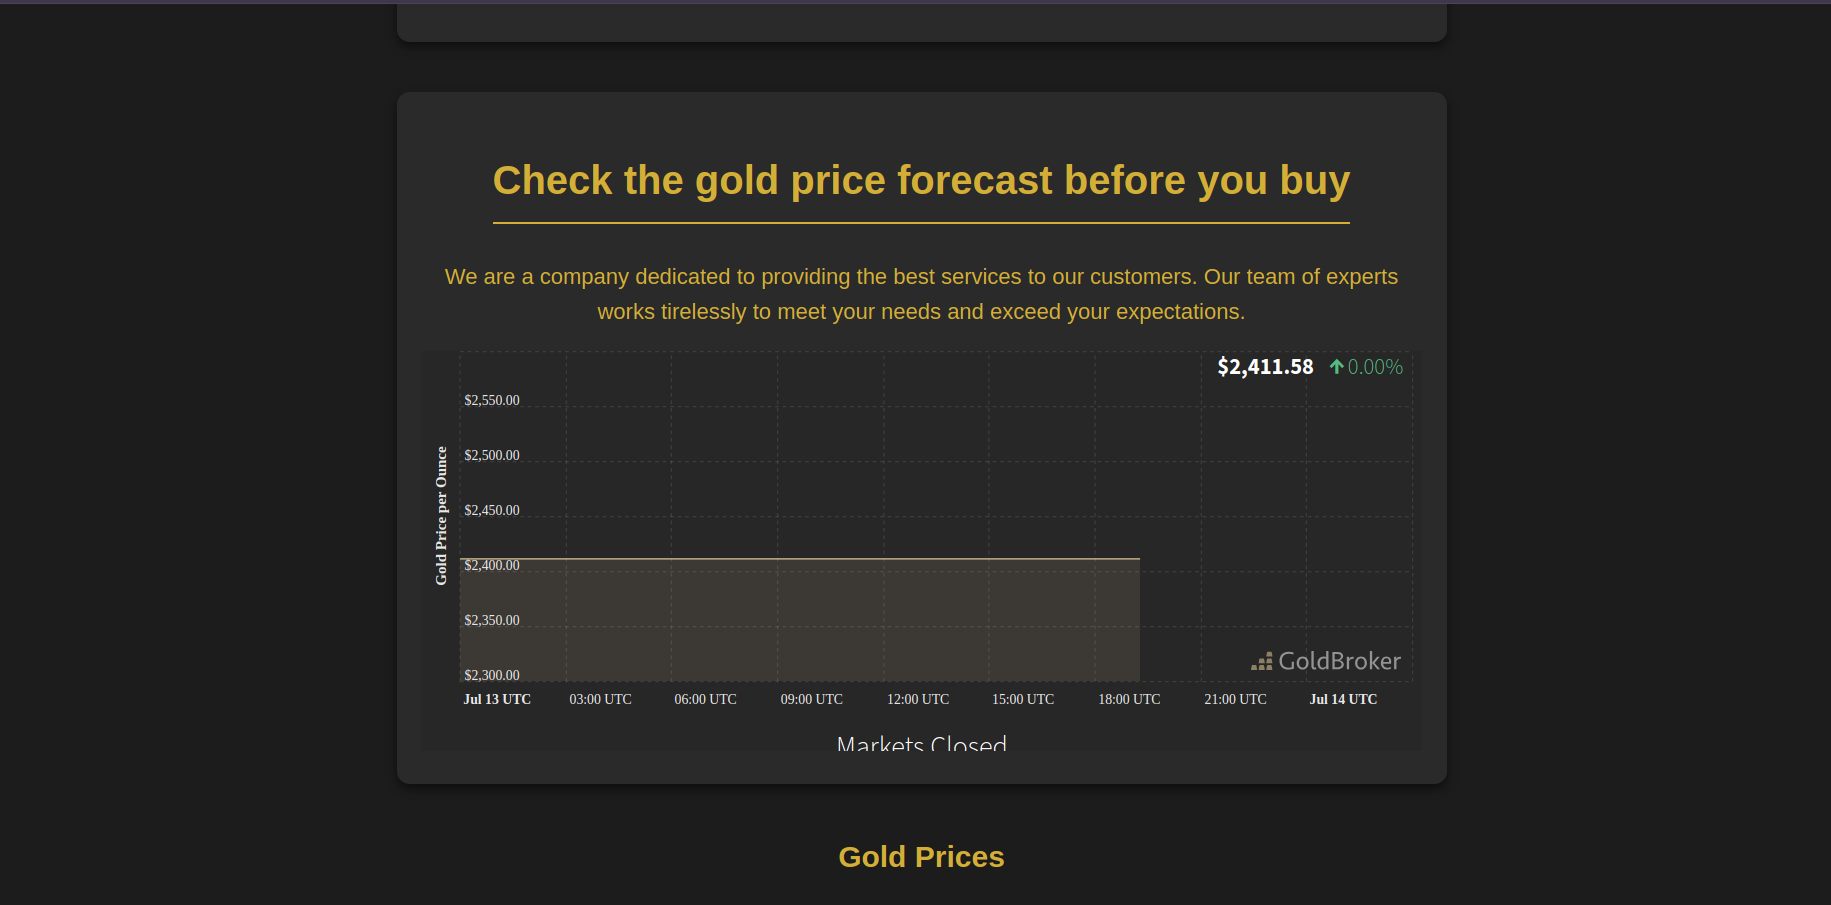 Check the gold price forecast before you buy
We are a company dedicated to providing the best services to our customers. Our team of experts
works tirelessly to meet your needs and exceed your expectations.
$2,411.58 0.00%
$2,550.00
$2,500.00
$2,450.00
$2,400.00
$2,350.00
$2,300.00
Gold Price per Ounce
GoldBroker
Jul 13 UTC 03:00 UTC 06:00 UTC 09:00 UTC 12:00 UTC 15:00 UTC 18:00 UTC 21:00 UTC Jul 14 UTC
Markets Closed
Gold Prices